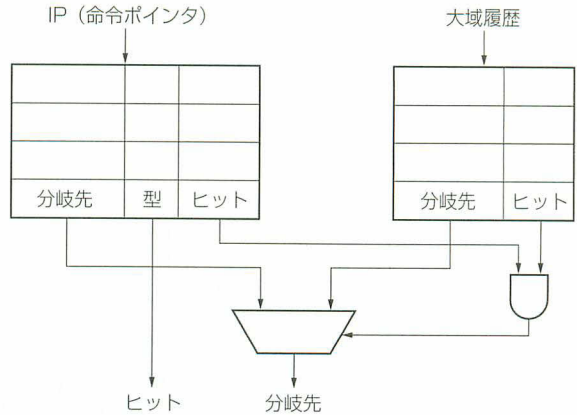 IP（命令ポインタ）
大域履歴
分岐先
型
ヒット
分岐先
ヒット
ヒット
分岐先